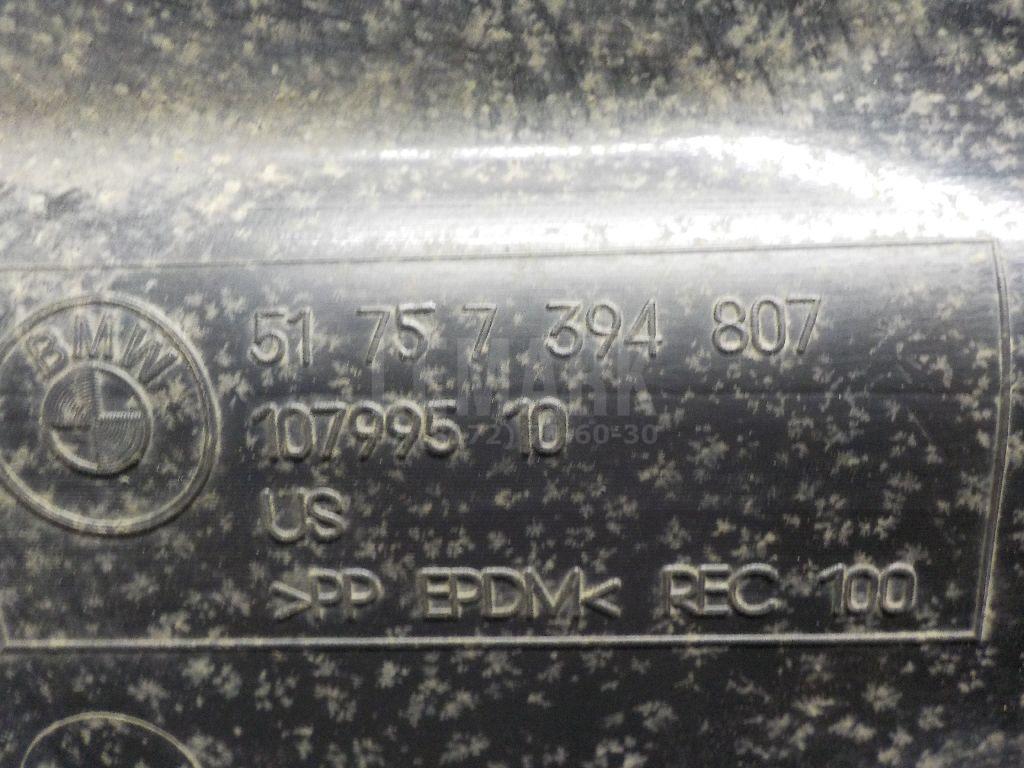 BMW
51 75 7 394 807
107995 10
US
>PP EPDM< REC 100